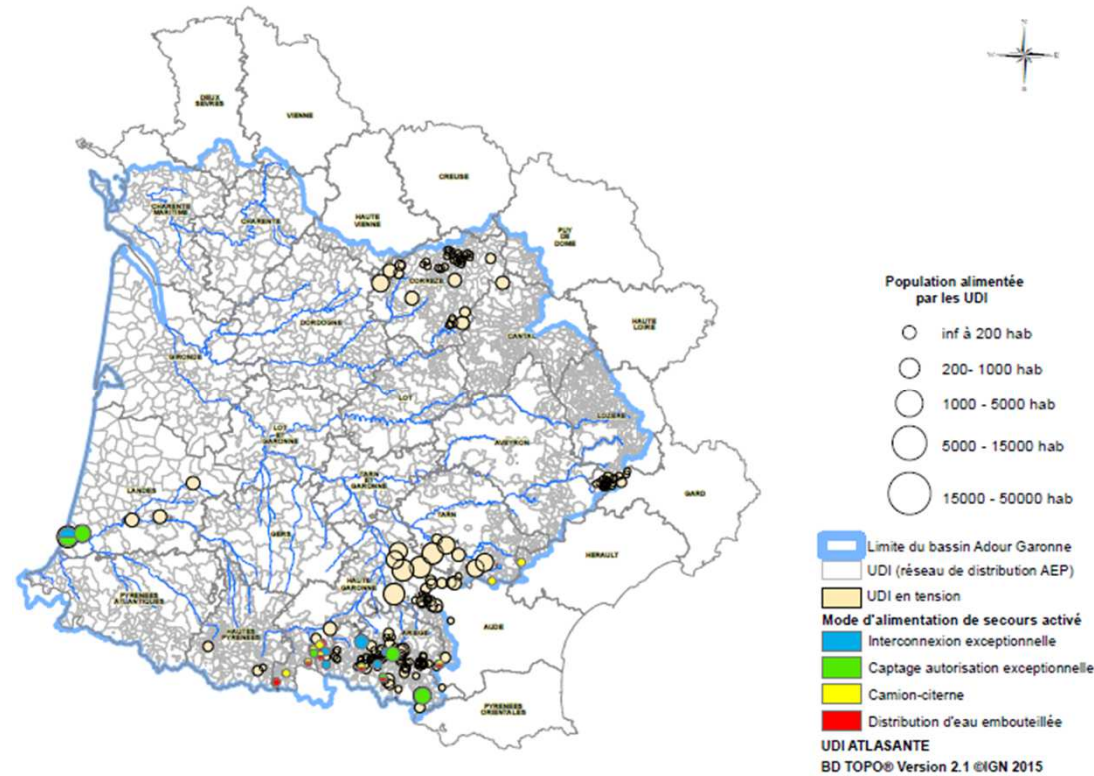 DEUX
SEVRES
VIENNE
CREUSE
HAUTE
VIENNE
PUY
DE
DOME
CHARENTE
MARITIME
CHARENTE
CORREZE
HAUTE
LOIRE
DORDOGNE
CANTAL
GIRONDE
LOT
LOZERE
LOT
ET
GARONNE
AVEYRON
TARN
ET
GARONNE
GARD
LANDES
TARN
GERS
HERAULT
HAUTE
GARONNE
PYRENEES
ATLANTIQUES
AUDE
HAUTES
PYRENEES
ARIEGE
PYRENEES
ORIENTALES
Population alimentée
par les UDI
inf à 200 hab
200- 1000 hab
1000 - 5000 hab
5000 - 15000 hab
15000 - 50000 hab
Limite du bassin Adour Garonne
UDI (réseau de distribution AEP)
UDI en tension
Mode d'alimentation de secours activé
Interconnexion exceptionnelle
Captage autorisation exceptionnelle
Camion-citerne
Distribution d'eau embouteillée
UDI ATLASANTE
BD TOPO® Version 2.1 ©IGN 2015